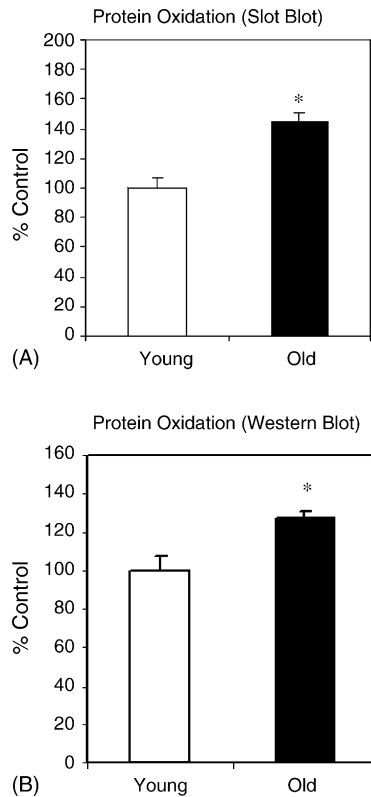 Protein Oxidation (Slot Blot)
200
180
160
140
120
100
80
60
40
20
0
% Control
*
Young Old
(A)
Protein Oxidation (Western Blot)
160
140
120
100
80
60
40
20
0
% Control
*
Young Old
(B)